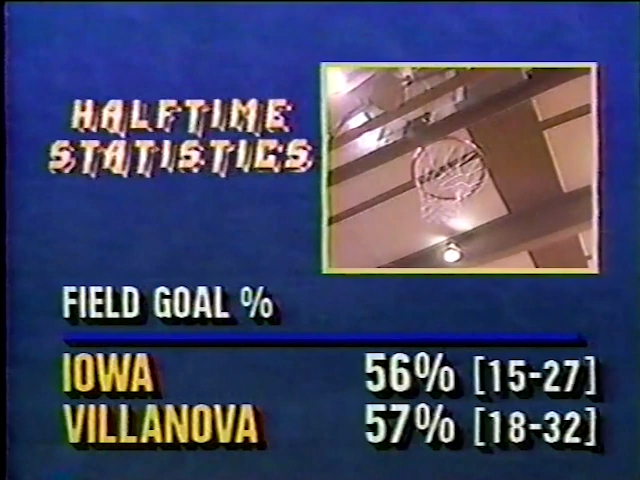 HALFTIME
STATISTICS
FIELD GOAL %
IOWA 56% [15-27]
VILLANOVA 57% [18-32]